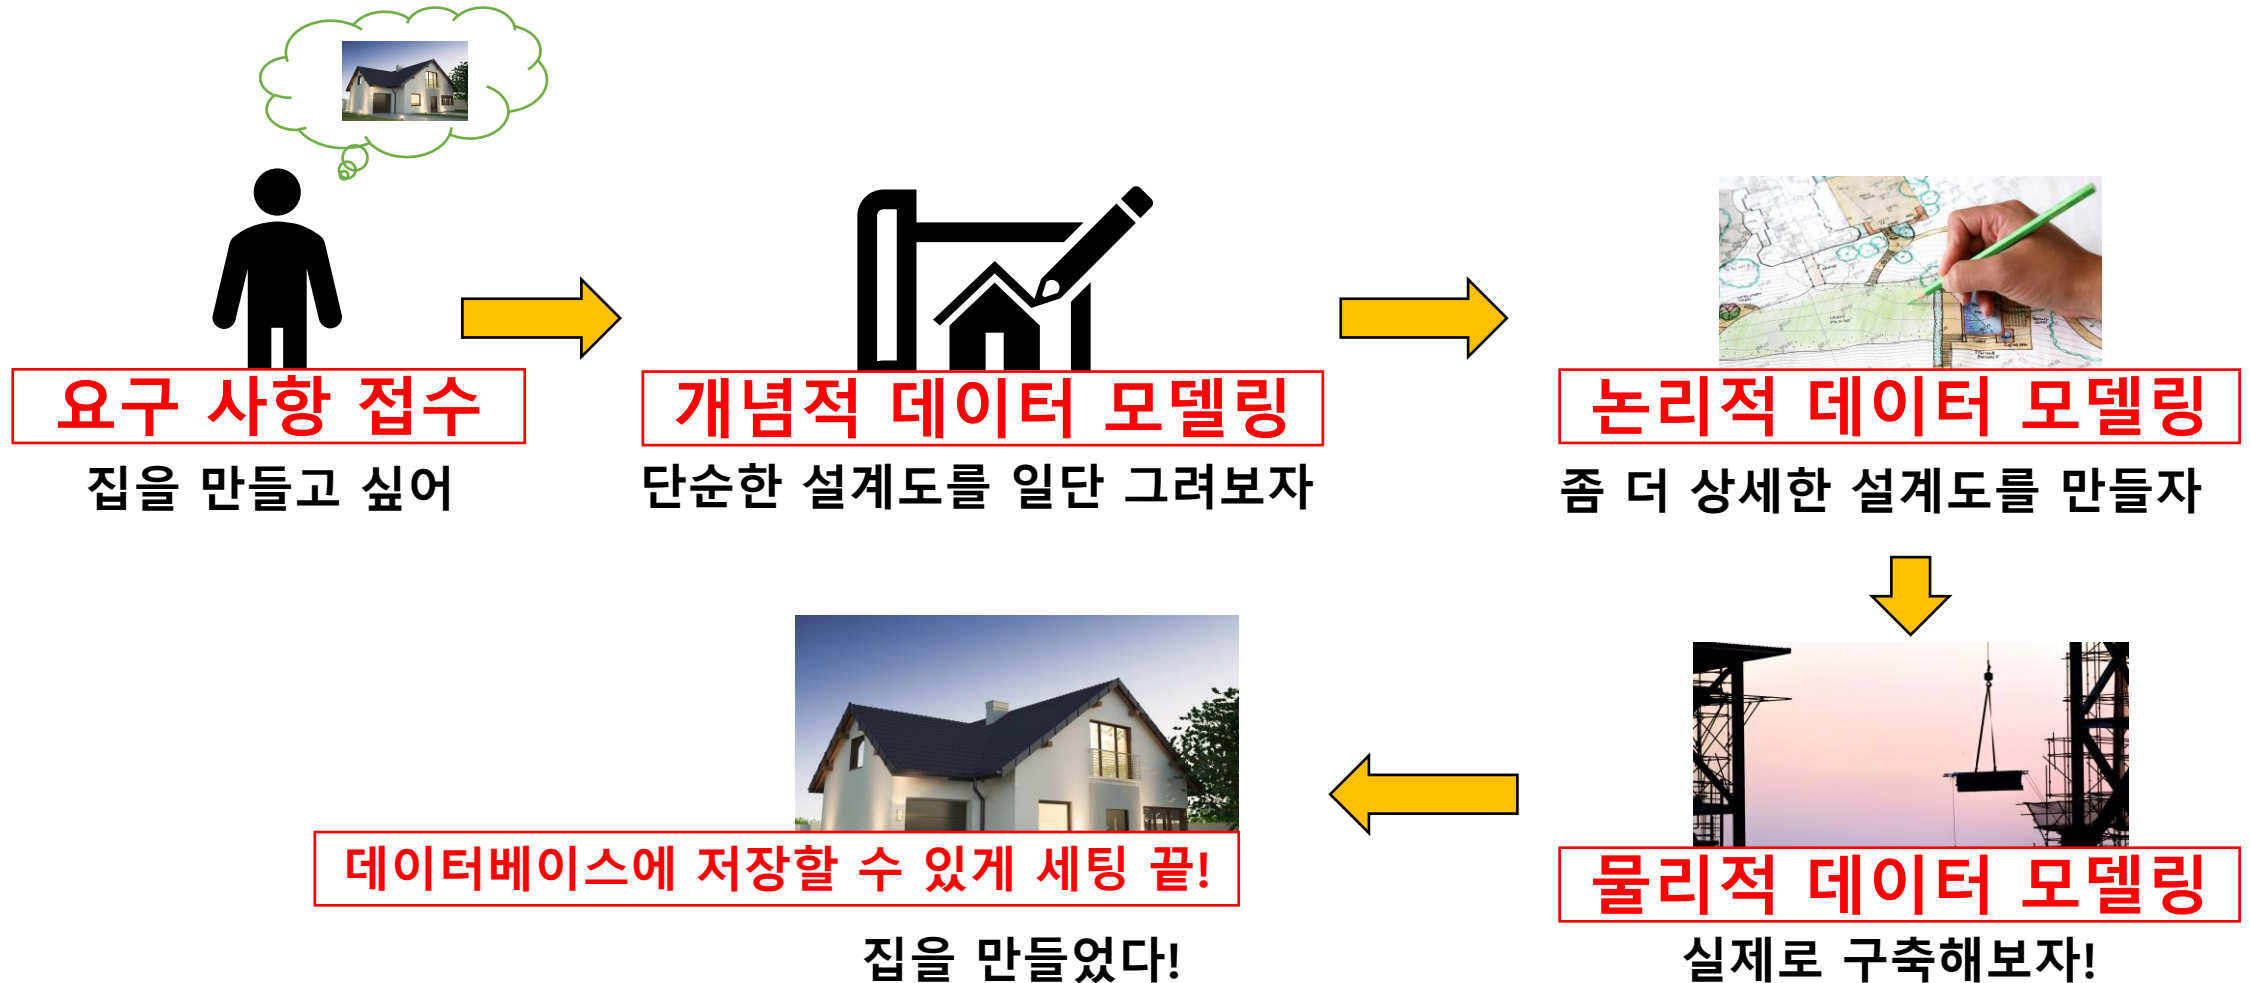 요구 사항 접수
집을 만들고 싶어
개념적 데이터 모델링
단순한 설계도를 일단 그려보자
논리적 데이터 모델링
좀 더 상세한 설계도를 만들자
물리적 데이터 모델링
실제로 구축해보자!
데이터베이스에 저장할 수 있게 세팅 끝!
집을 만들었다!